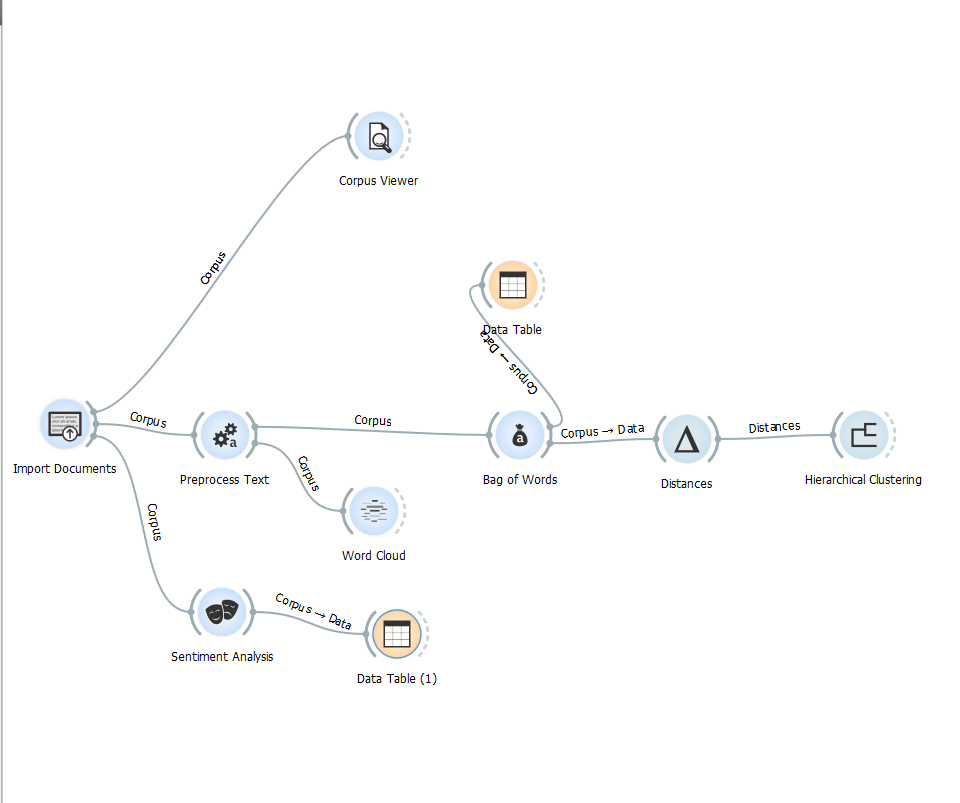 Corpus Viewer
Corpus
Data Table
Corpus → Data
Import Documents
Corpus
Preprocess Text
Corpus
Bag of Words
Corpus → Data
Distances
Distances
Hierarchical Clustering
Corpus
Word Cloud
Corpus
Sentiment Analysis
Corpus → Data
Data Table (1)